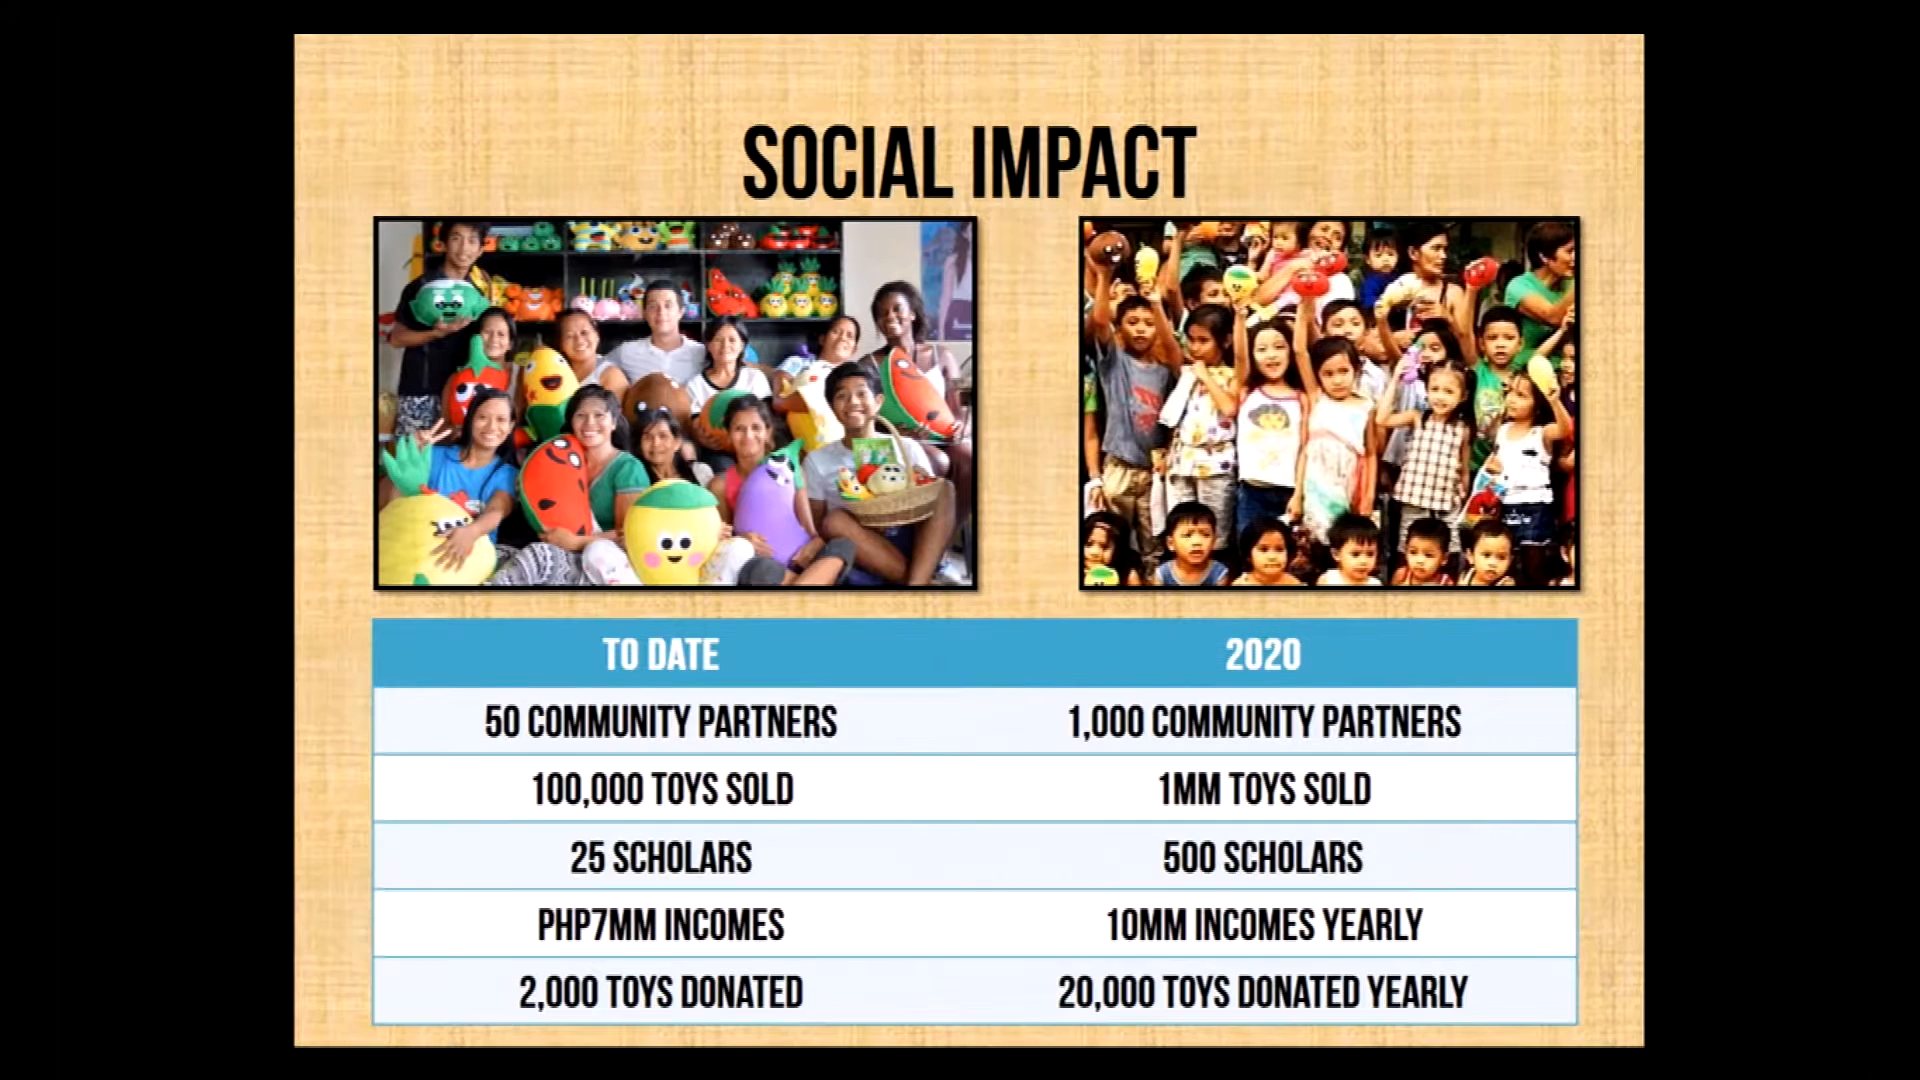 SOCIAL IMPACT
TO DATE
2020
50 COMMUNITY PARTNERS
1,000 COMMUNITY PARTNERS
100,000 TOYS SOLD
1MM TOYS SOLD
25 SCHOLARS
500 SCHOLARS
PHP7MM INCOMES
10MM INCOMES YEARLY
2,000 TOYS DONATED
20,000 TOYS DONATED YEARLY